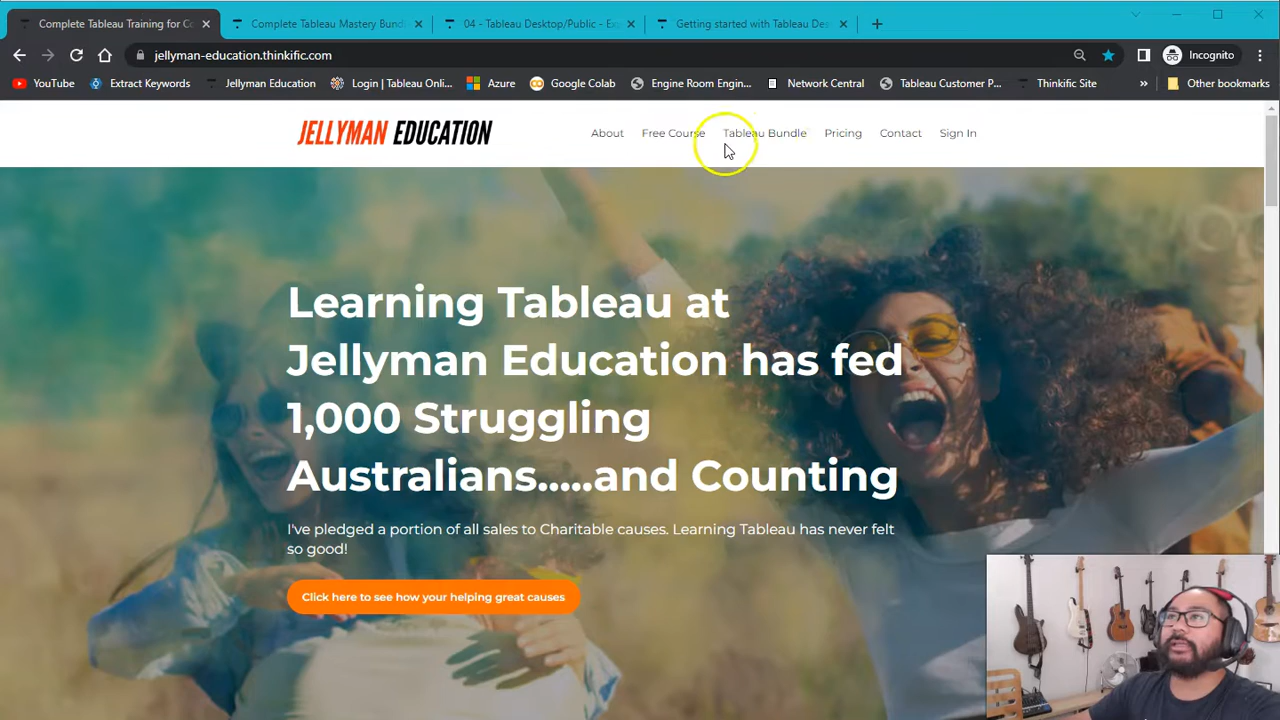 Complete Tableau Training for Co
Complete Tableau Mastery Bund
04 - Tableau Desktop/Public - Ex
Getting started with Tableau Des
jellyman-education.thinkific.com
Incognito
YouTube
Extract Keywords
Jellyman Education
Login | Tableau Onli...
Azure
Google Colab
Engine Room Engin...
Network Central
Tableau Customer P...
Thinkific Site
»
Other bookmarks
JELLYMAN EDUCATION
About
Free Course
Tableau Bundle
Pricing
Contact
Sign In
Learning Tableau at
Jellyman Education has fed
1,000 Struggling
Australians.....and Counting
I've pledged a portion of all sales to Charitable causes. Learning Tableau has never felt
so good!
Click here to see how your helping great causes